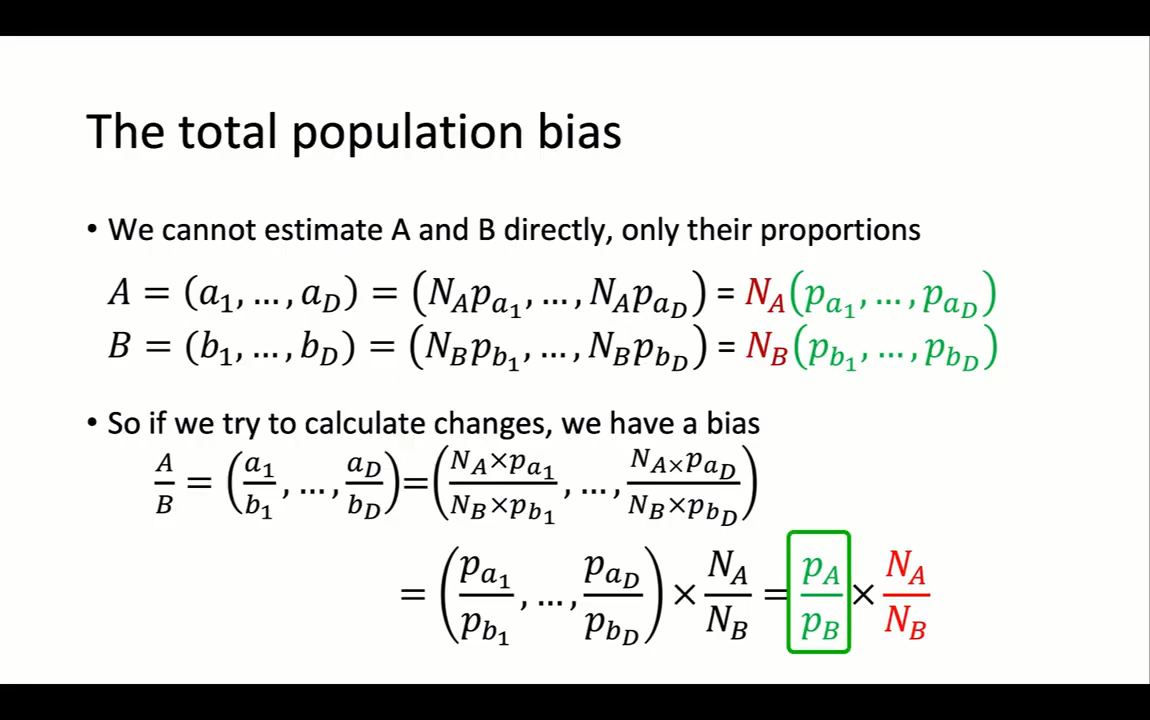 The total population bias
• We cannot estimate A and B directly, only their proportions
A = (a₁, … , a_D) = (N_A p_{a₁}, … , N_A p_{a_D}) = N_A(p_{a₁}, … , p_{a_D})
B = (b₁, … , b_D) = (N_B p_{b₁}, … , N_B p_{b_D}) = N_B(p_{b₁}, … , p_{b_D})
• So if we try to calculate changes, we have a bias
A/B = (a₁/b₁, … , a_D/b_D) = ((N_A × p_{a₁})/(N_B × p_{b₁}), … , (N_A × p_{a_D})/(N_B × p_{b_D}))
= (p_{a₁}/p_{b₁}, … , p_{a_D}/p_{b_D}) × N_A/N_B = p_A/p_B × N_A/N_B